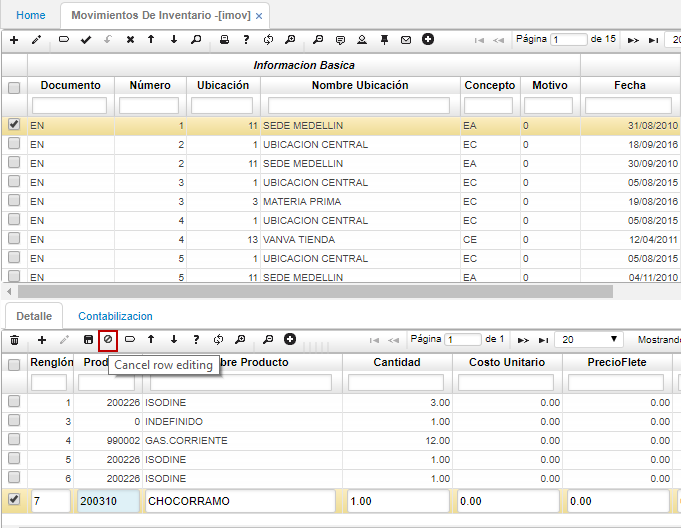 Home Movimientos De Inventario -[imov] ×
Página 1 de 15 20
Informacion Basica
Documento Número Ubicación Nombre Ubicación Concepto Motivo Fecha
EN 1 11 SEDE MEDELLIN EA 0 31/08/2010
EN 2 1 UBICACION CENTRAL EC 0 18/09/2016
EN 2 11 SEDE MEDELLIN EA 0 30/09/2010
EN 3 1 UBICACION CENTRAL EC 0 05/08/2015
EN 3 3 MATERIA PRIMA EC 0 19/08/2016
EN 4 1 UBICACION CENTRAL EC 0 05/08/2015
EN 4 13 VANVA TIENDA CE 0 12/04/2011
EN 5 1 UBICACION CENTRAL EC 0 05/08/2015
EN 5 11 SEDE MEDELLIN EA 0 04/11/2010
Detalle Contabilizacion
Página 1 de 1 20 Mostrando
Cancel row editing
Renglón Prod bre Producto Cantidad Costo Unitario PrecioFlete
1 200226 ISODINE 3.00 0.00 0.00
3 0 INDEFINIDO 1.00 0.00 0.00
4 990002 GAS.CORRIENTE 12.00 0.00 0.00
5 200226 ISODINE 1.00 0.00 0.00
6 200226 ISODINE 1.00 0.00 0.00
7 200310 CHOCORRAMO 1.00 0.00 0.00